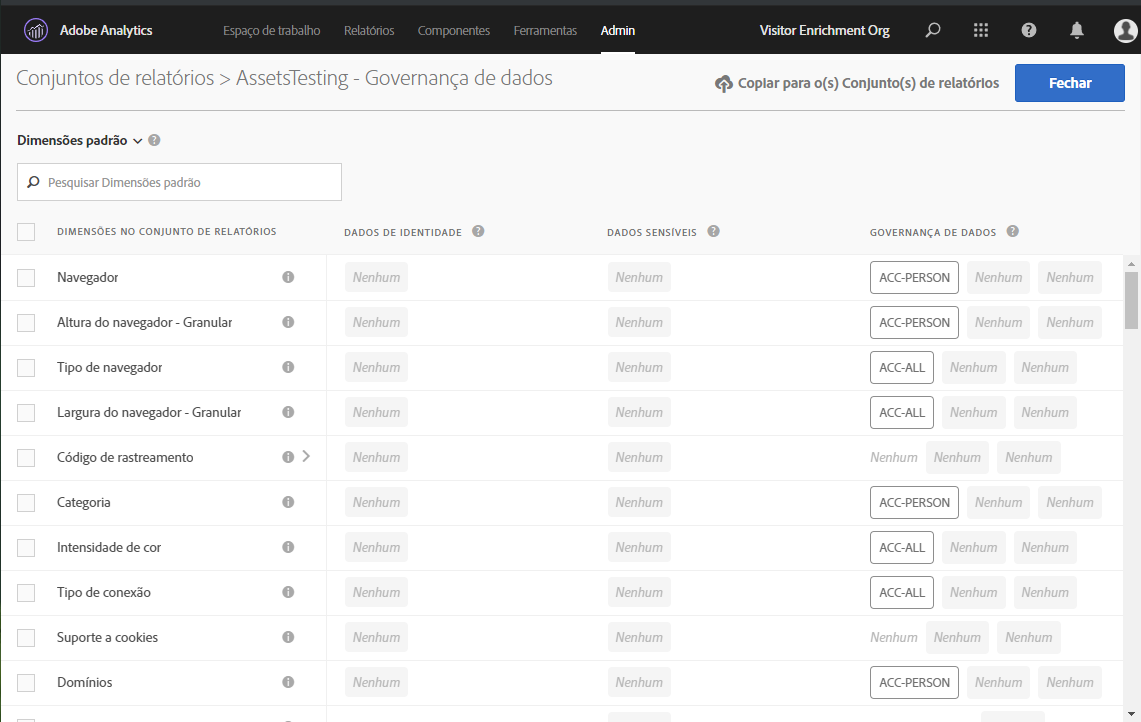 Adobe Analytics Espaço de trabalho Relatórios Componentes Ferramentas Admin Visitor Enrichment Org
Conjuntos de relatórios > AssetsTesting - Governança de dados Copiar para o(s) Conjunto(s) de relatórios Fechar
Dimensões padrão
Pesquisar Dimensões padrão
DIMENSÕES NO CONJUNTO DE RELATÓRIOS DADOS DE IDENTIDADE DADOS SENSÍVEIS GOVERNANÇA DE DADOS
Navegador Nenhum Nenhum ACC-PERSON Nenhum Nenhum
Altura do navegador - Granular Nenhum Nenhum ACC-PERSON Nenhum Nenhum
Tipo de navegador Nenhum Nenhum ACC-ALL Nenhum Nenhum
Largura do navegador - Granular Nenhum Nenhum ACC-ALL Nenhum Nenhum
Código de rastreamento Nenhum Nenhum Nenhum Nenhum Nenhum
Categoria Nenhum Nenhum ACC-PERSON Nenhum Nenhum
Intensidade de cor Nenhum Nenhum ACC-ALL Nenhum Nenhum
Tipo de conexão Nenhum Nenhum ACC-ALL Nenhum Nenhum
Suporte a cookies Nenhum Nenhum Nenhum Nenhum Nenhum
Domínios Nenhum Nenhum ACC-PERSON Nenhum Nenhum